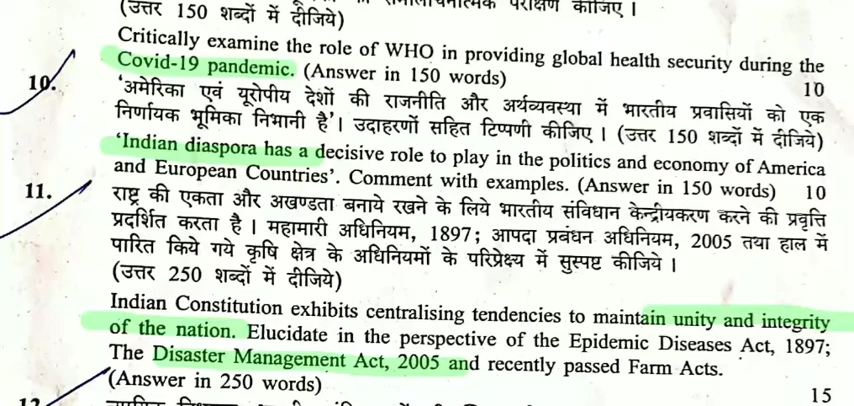 परीक्षण कीजिए ।
(उत्तर 150 शब्दों में दीजिये)
Critically examine the role of WHO in providing global health security during the
Covid-19 pandemic. (Answer in 150 words) 10
10. 'अमेरिका एवं यूरोपीय देशों की राजनीति और अर्थव्यवस्था में भारतीय प्रवासियों को एक
निर्णायक भूमिका निभानी है'। उदाहरणों सहित टिप्पणी कीजिए । (उत्तर 150 शब्दों में दीजिये)
'Indian diaspora has a decisive role to play in the politics and economy of America
and European Countries'. Comment with examples. (Answer in 150 words) 10
11. राष्ट्र की एकता और अखण्डता बनाये रखने के लिये भारतीय संविधान केन्द्रीयकरण करने की प्रवृत्ति
प्रदर्शित करता है । महामारी अधिनियम, 1897; आपदा प्रबंधन अधिनियम, 2005 तथा हाल में
पारित किये गये कृषि क्षेत्र के अधिनियमों के परिप्रेक्ष्य में सुस्पष्ट कीजिये ।
(उत्तर 250 शब्दों में दीजिये)
Indian Constitution exhibits centralising tendencies to maintain unity and integrity
of the nation. Elucidate in the perspective of the Epidemic Diseases Act, 1897;
The Disaster Management Act, 2005 and recently passed Farm Acts.
(Answer in 250 words) 15